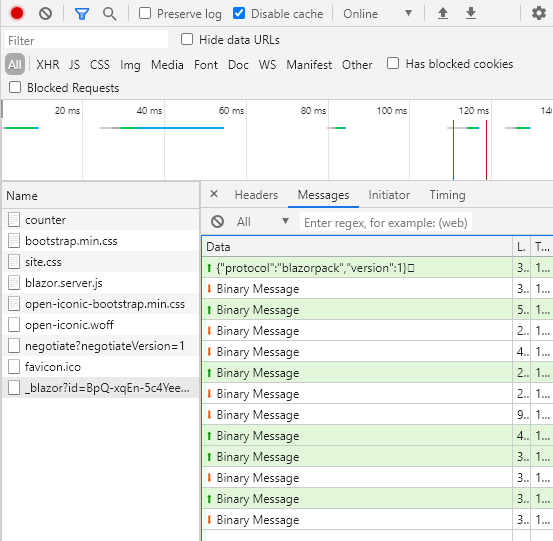 Preserve log Disable cache Online
Filter Hide data URLs
All XHR JS CSS Img Media Font Doc WS Manifest Other Has blocked cookies
Blocked Requests
20 ms 40 ms 60 ms 80 ms 100 ms 120 ms 140
Name
counter
bootstrap.min.css
site.css
blazor.server.js
open-iconic-bootstrap.min.css
open-iconic.woff
negotiate?negotiateVersion=1
favicon.ico
_blazor?id=BpQ-xqEn-5c4Yee...
× Headers Messages Initiator Timing
All Enter regex, for example: (web)
Data L. T...
{"protocol":"blazorpack","version":1}□ 3.. 1...
Binary Message 3.. 1...
Binary Message 5.. 1...
Binary Message 2.. 1...
Binary Message 4.. 1...
Binary Message 2.. 1...
Binary Message 2.. 1...
Binary Message 9.. 1...
Binary Message 4.. 1...
Binary Message 3.. 1...
Binary Message 3.. 1...
Binary Message 3.. 1...
Binary Message 3.. 1...